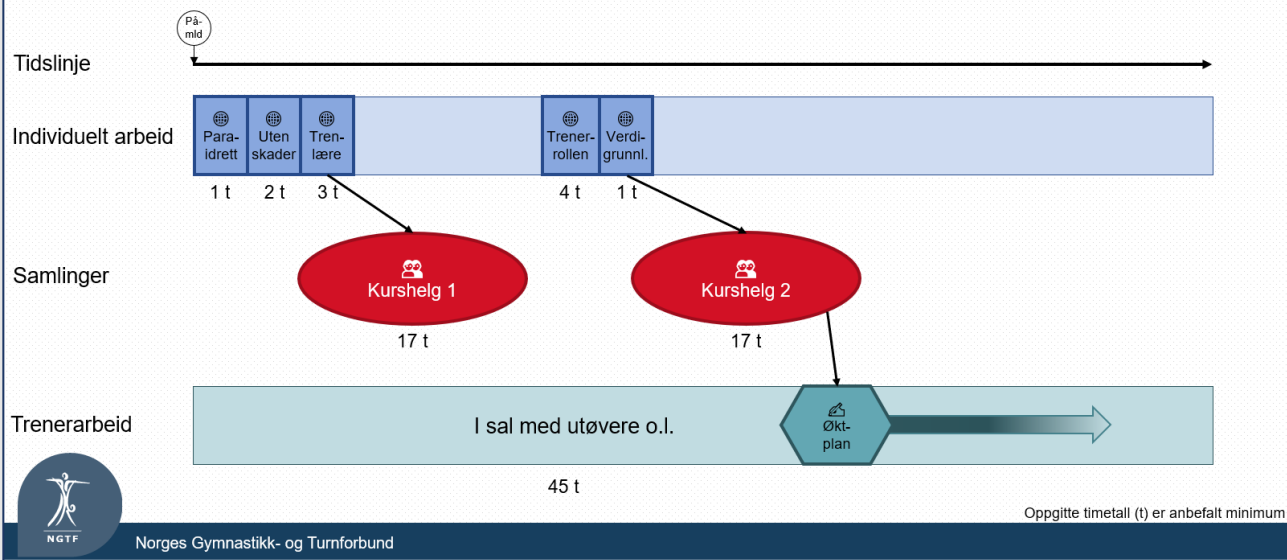 På-
mld
Tidslinje
Individuelt arbeid
Para-
idrett
Uten
skader
Tren-
lære
Trener-
rollen
Verdi-
grunnl.
1 t
2 t
3 t
4 t
1 t
Samlinger
Kurshelg 1
Kurshelg 2
17 t
17 t
Trenerarbeid
I sal med utøvere o.l.
Økt-
plan
45 t
Oppgitte timetall (t) er anbefalt minimum
NGTF
Norges Gymnastikk- og Turnforbund